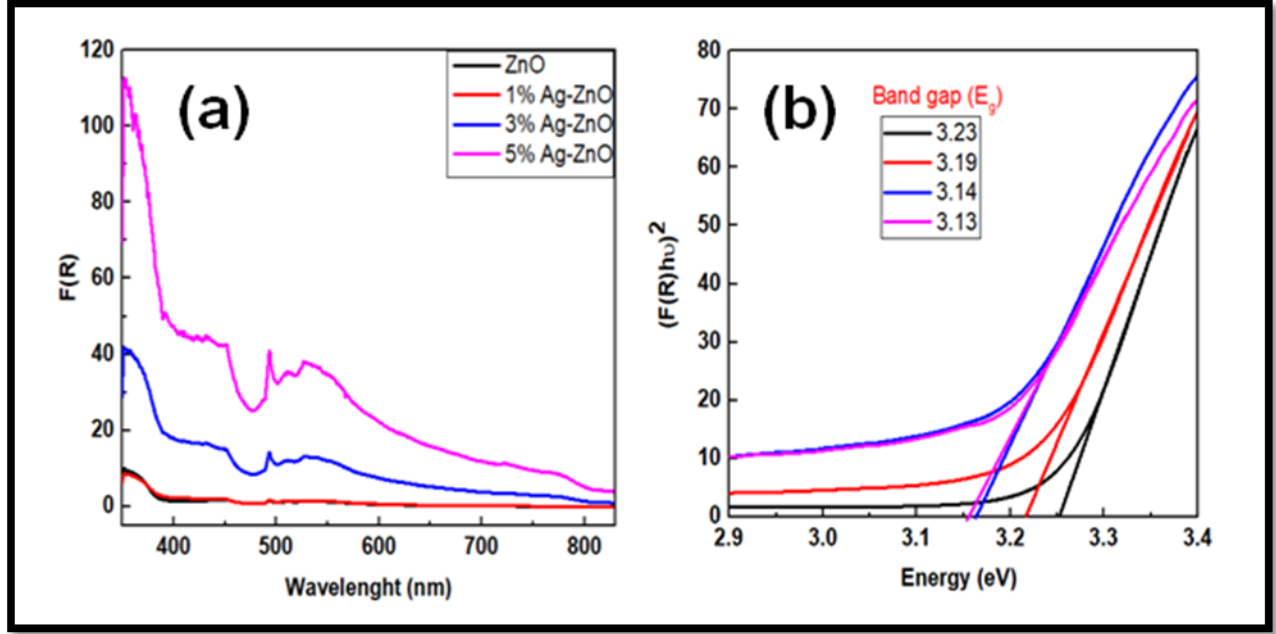 (a)
ZnO
1% Ag-ZnO
3% Ag-ZnO
5% Ag-ZnO
120
100
80
60
40
20
0
F(R)
400 500 600 700 800
Wavelenght (nm)
(b)
Band gap (Eg)
3.23
3.19
3.14
3.13
80
70
60
50
40
30
20
10
0
(F(R)hυ)²
2.9 3.0 3.1 3.2 3.3 3.4
Energy (eV)